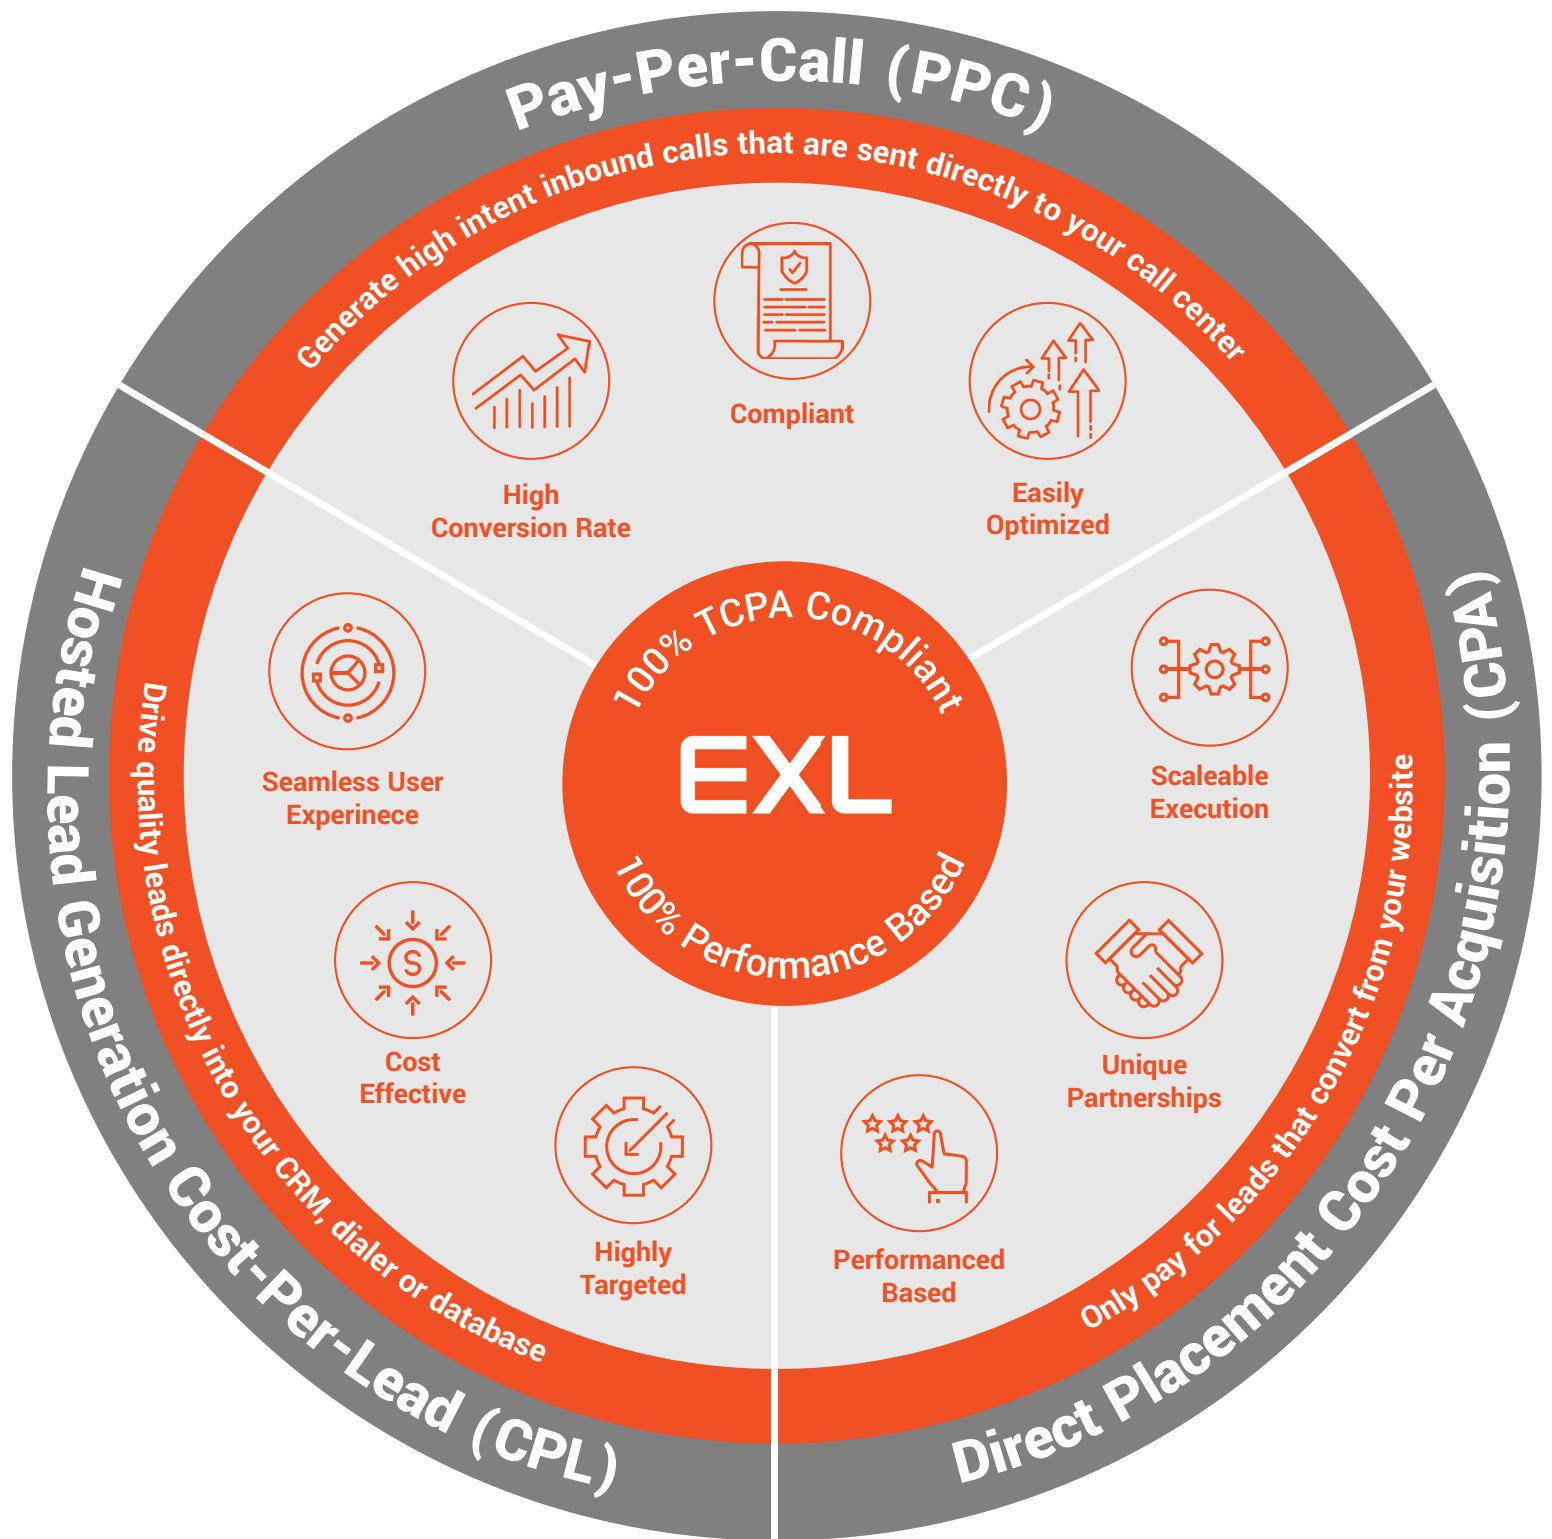 Pay-Per-Call (PPC)
Generate high intent inbound calls that are sent directly to your call center
High
Conversion Rate
Compliant
Easily
Optimized
Hosted Lead Generation Cost-Per-Lead (CPL)
Drive quality leads directly into your CRM, dialer or database
Seamless User
Experinece
Cost
Effective
Highly
Targeted
100% TCPA Compliant
EXL
100% Performance Based
Direct Placement Cost Per Acquisition (CPA)
Only pay for leads that convert from your website
Scaleable
Execution
Unique
Partnerships
Performanced
Based